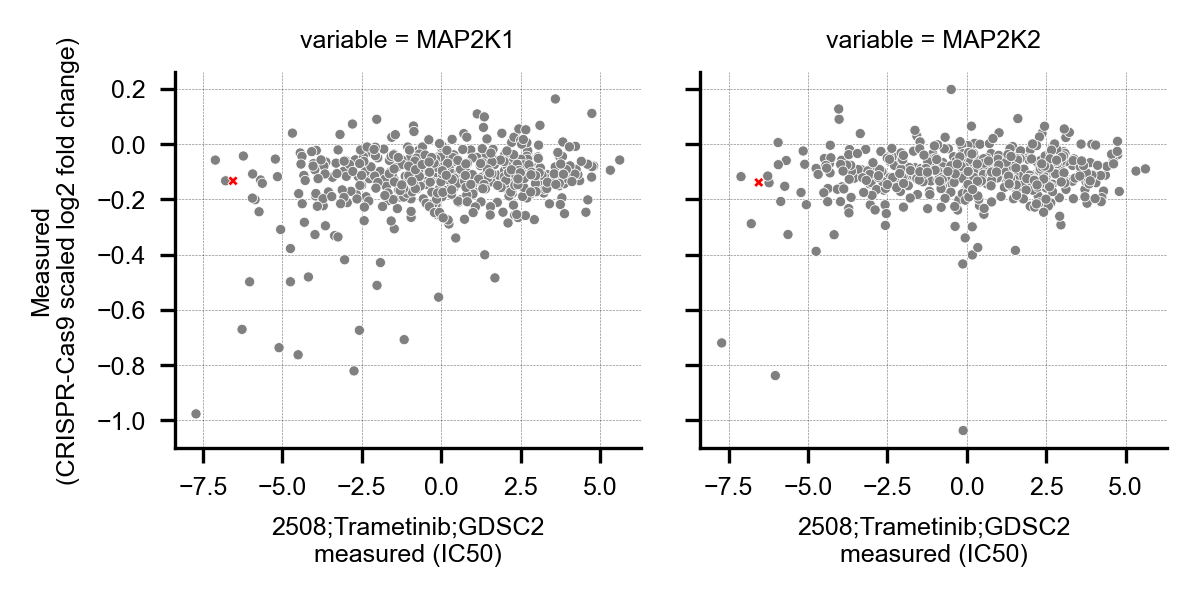 variable = MAP2K1
variable = MAP2K2
Measured
(CRISPR-Cas9 scaled log2 fold change)
0.2
0.0
−0.2
−0.4
−0.6
−0.8
−1.0
−7.5 −5.0 −2.5 0.0 2.5 5.0
−7.5 −5.0 −2.5 0.0 2.5 5.0
2508;Trametinib;GDSC2
measured (IC50)
2508;Trametinib;GDSC2
measured (IC50)